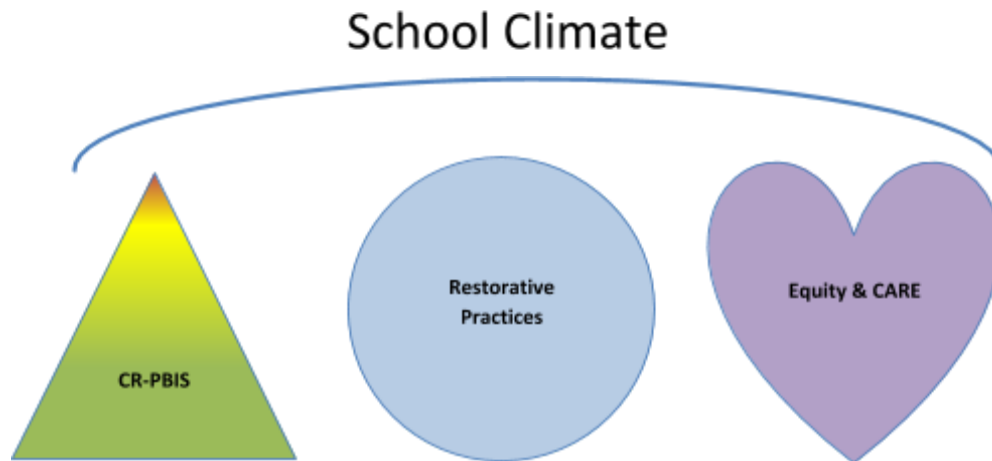 School Climate
CR-PBIS
Restorative
Practices
Equity & CARE